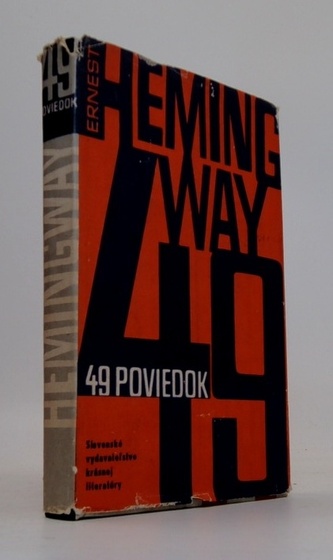 49
POVIEDOK
HEMINGWAY
ERNEST
HEMING
WAY
49
49 POVIEDOK
Slovenské
vydavateľstvo
krásnej
literatúry